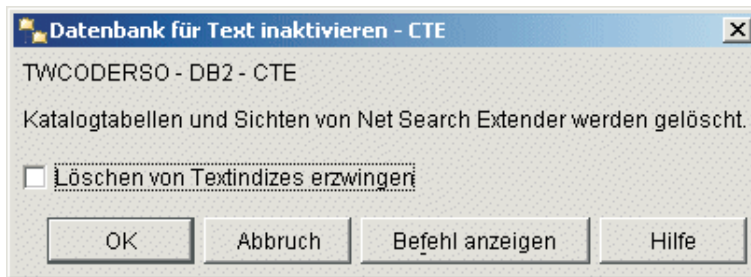 Datenbank für Text inaktivieren - CTE
TWCODERSO - DB2 - CTE
Katalogtabellen und Sichten von Net Search Extender werden gelöscht.
Löschen von Textindizes erzwingen
OK Abbruch Befehl anzeigen Hilfe